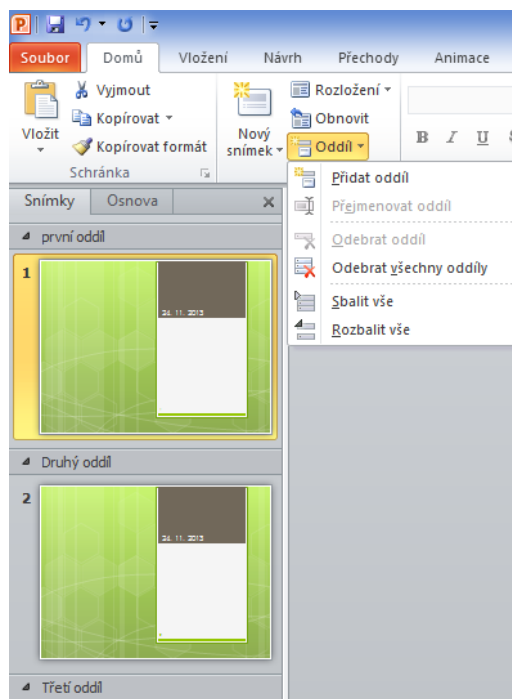 P
Soubor Domů Vložení Návrh Přechody Animace
Vložit
Vyjmout
Kopírovat
Kopírovat formát
Schránka
Nový snímek
Rozložení
Obnovit
Oddíl
B I U S
Přidat oddíl
Přejmenovat oddíl
Odebrat oddíl
Odebrat všechny oddíly
Sbalit vše
Rozbalit vše
Snímky Osnova
první oddíl
1
24. 11. 2013
Druhý oddíl
2
24. 11. 2013
Třetí oddíl